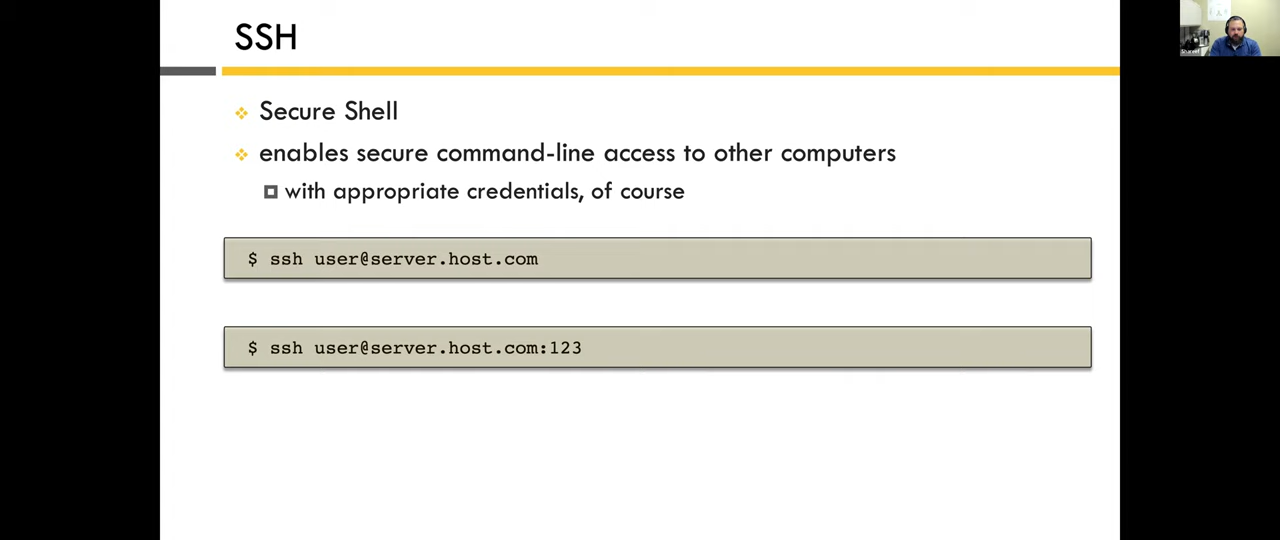 SSH
Secure Shell
enables secure command-line access to other computers
with appropriate credentials, of course
$ ssh user@server.host.com
$ ssh user@server.host.com:123